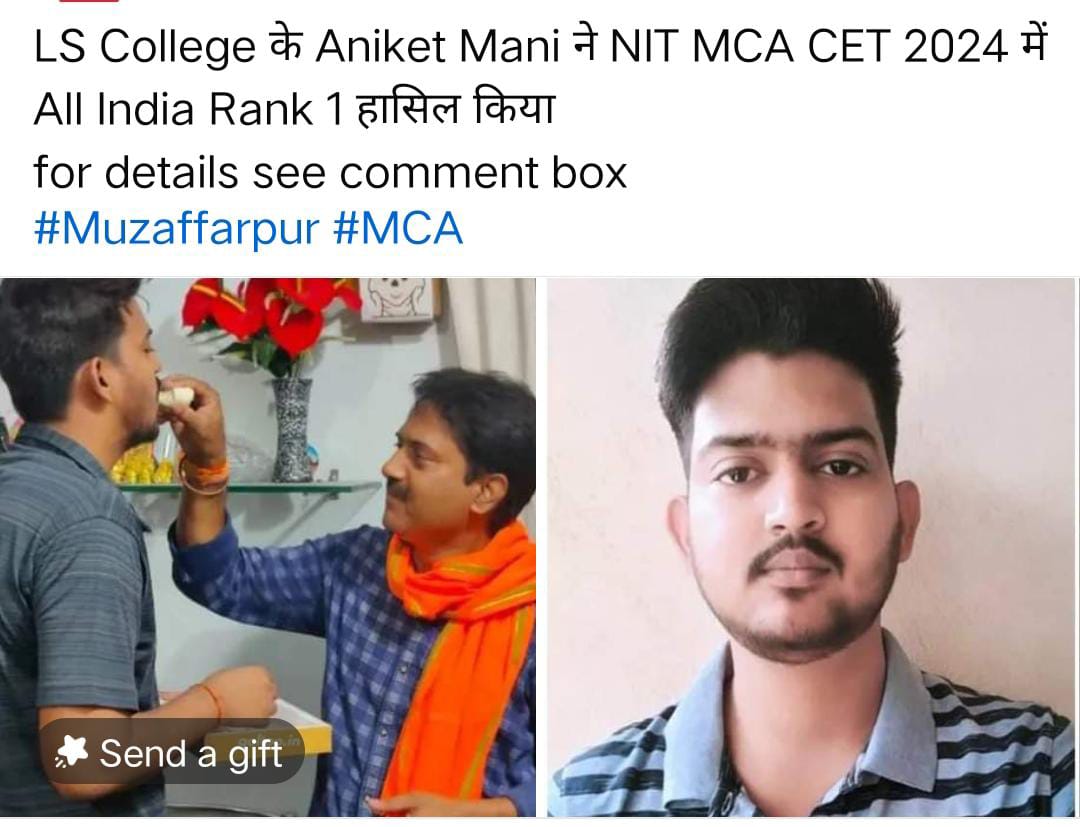 LS College के Aniket Mani ने NIT MCA CET 2024 में
All India Rank 1 हासिल किया
for details see comment box
#Muzaffarpur #MCA
Send a gift